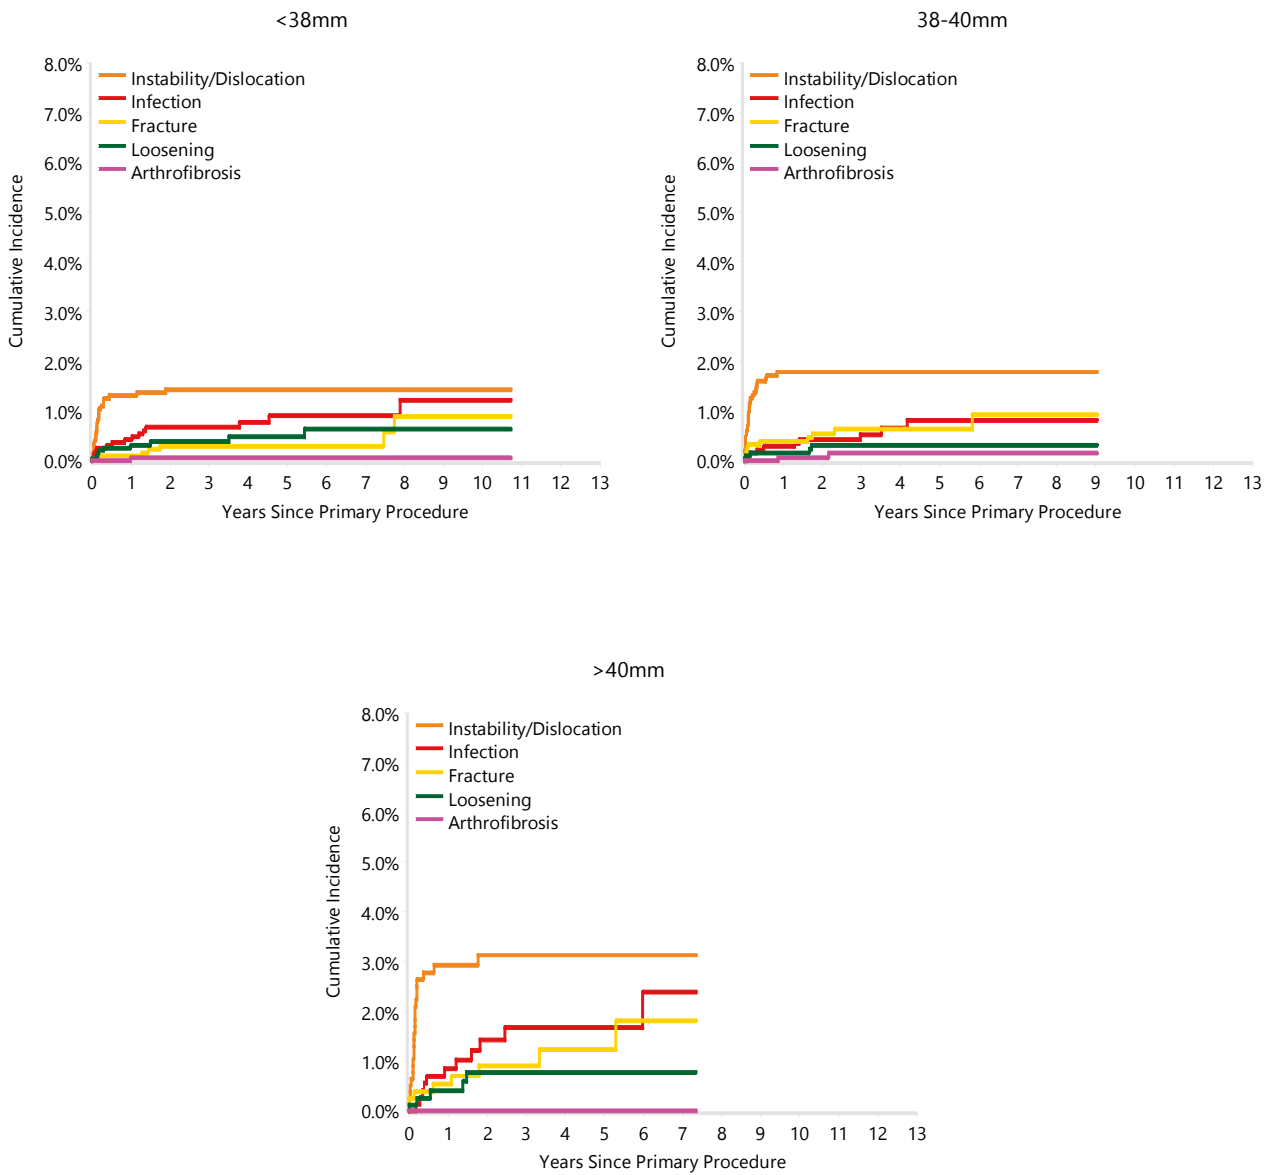 <38mm
8.0%
7.0%
6.0%
5.0%
4.0%
3.0%
2.0%
1.0%
0.0%
Cumulative Incidence
Instability/Dislocation
Infection
Fracture
Loosening
Arthrofibrosis
0 1 2 3 4 5 6 7 8 9 10 11 12 13
Years Since Primary Procedure
38-40mm
8.0%
7.0%
6.0%
5.0%
4.0%
3.0%
2.0%
1.0%
0.0%
Cumulative Incidence
Instability/Dislocation
Infection
Fracture
Loosening
Arthrofibrosis
0 1 2 3 4 5 6 7 8 9 10 11 12 13
Years Since Primary Procedure
>40mm
8.0%
7.0%
6.0%
5.0%
4.0%
3.0%
2.0%
1.0%
0.0%
Cumulative Incidence
Instability/Dislocation
Infection
Fracture
Loosening
Arthrofibrosis
0 1 2 3 4 5 6 7 8 9 10 11 12 13
Years Since Primary Procedure